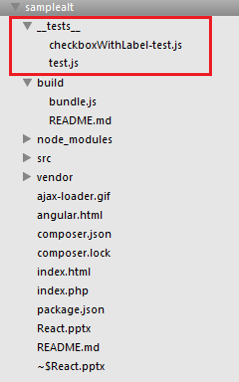 samplealt
__tests__
checkboxWithLabel-test.js
test.js
build
bundle.js
README.md
node_modules
src
vendor
ajax-loader.gif
angular.html
composer.json
composer.lock
index.html
index.php
package.json
React.pptx
README.md
~$React.pptx